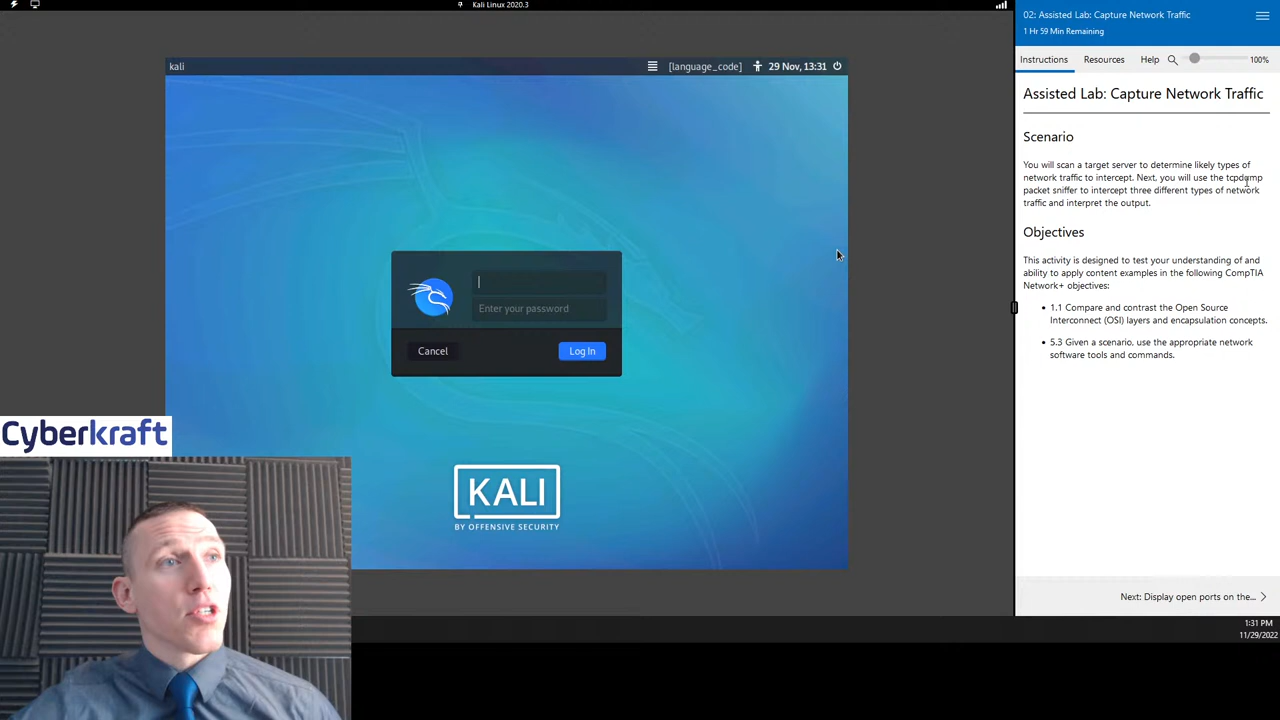 Kali Linux 2020.3
kali
[language_code]
29 Nov, 13:31
Enter your password
Cancel
Log In
KALI
BY OFFENSIVE SECURITY
Cyberkraft
02: Assisted Lab: Capture Network Traffic
1 Hr 59 Min Remaining
Instructions
Resources
Help
100%
Assisted Lab: Capture Network Traffic
Scenario
You will scan a target server to determine likely types of
network traffic to intercept. Next, you will use the tcpdump
packet sniffer to intercept three different types of network
traffic and interpret the output.
Objectives
This activity is designed to test your understanding of and
ability to apply content examples in the following CompTIA
Network+ objectives:
• 1.1 Compare and contrast the Open Source
Interconnect (OSI) layers and encapsulation concepts.
• 5.3 Given a scenario, use the appropriate network
software tools and commands.
Next: Display open ports on the...
1:31 PM
11/29/2022